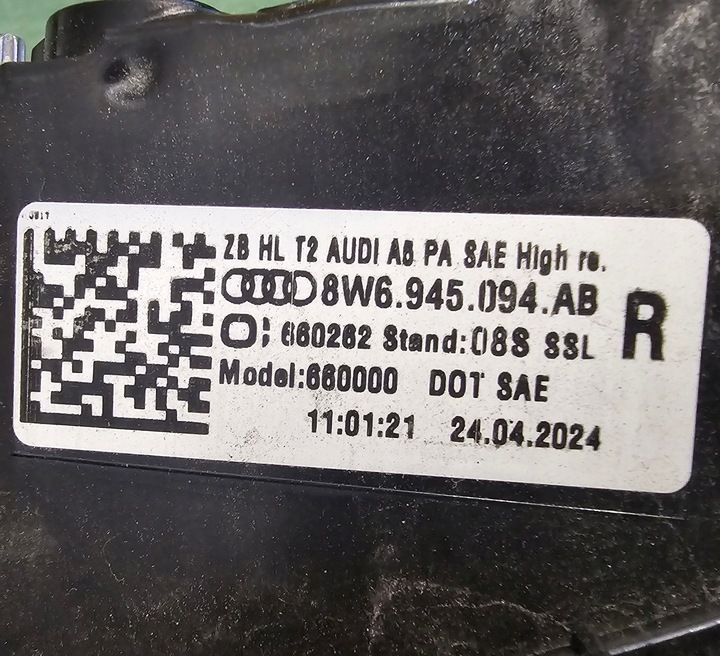 ZB HL T2 AUDI A5 PA SAE High re.
8W6.945.094.AB
R
660262 Stand:08S SSL
Model:660000 DOT SAE
11:01:21 24.04.2024